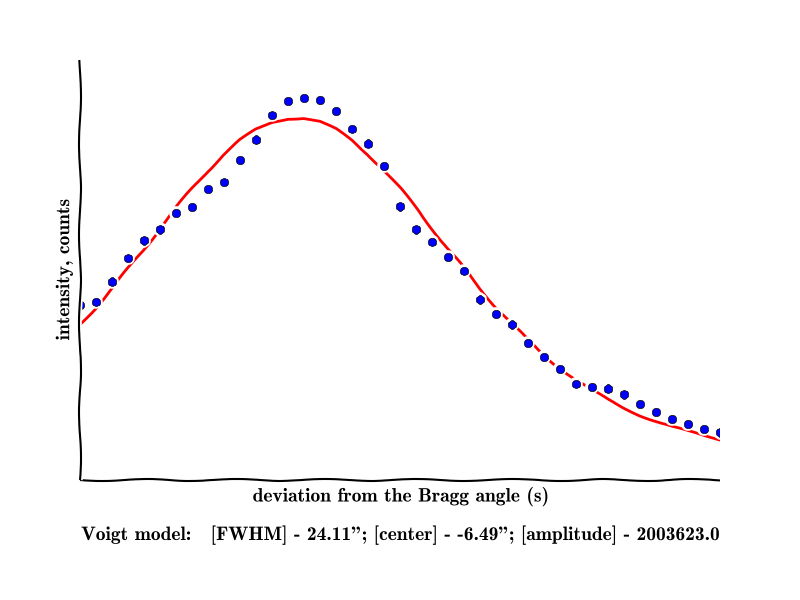 intensity, counts
deviation from the Bragg angle (s)
Voigt model: [FWHM] - 24.11”; [center] - -6.49”; [amplitude] - 2003623.0